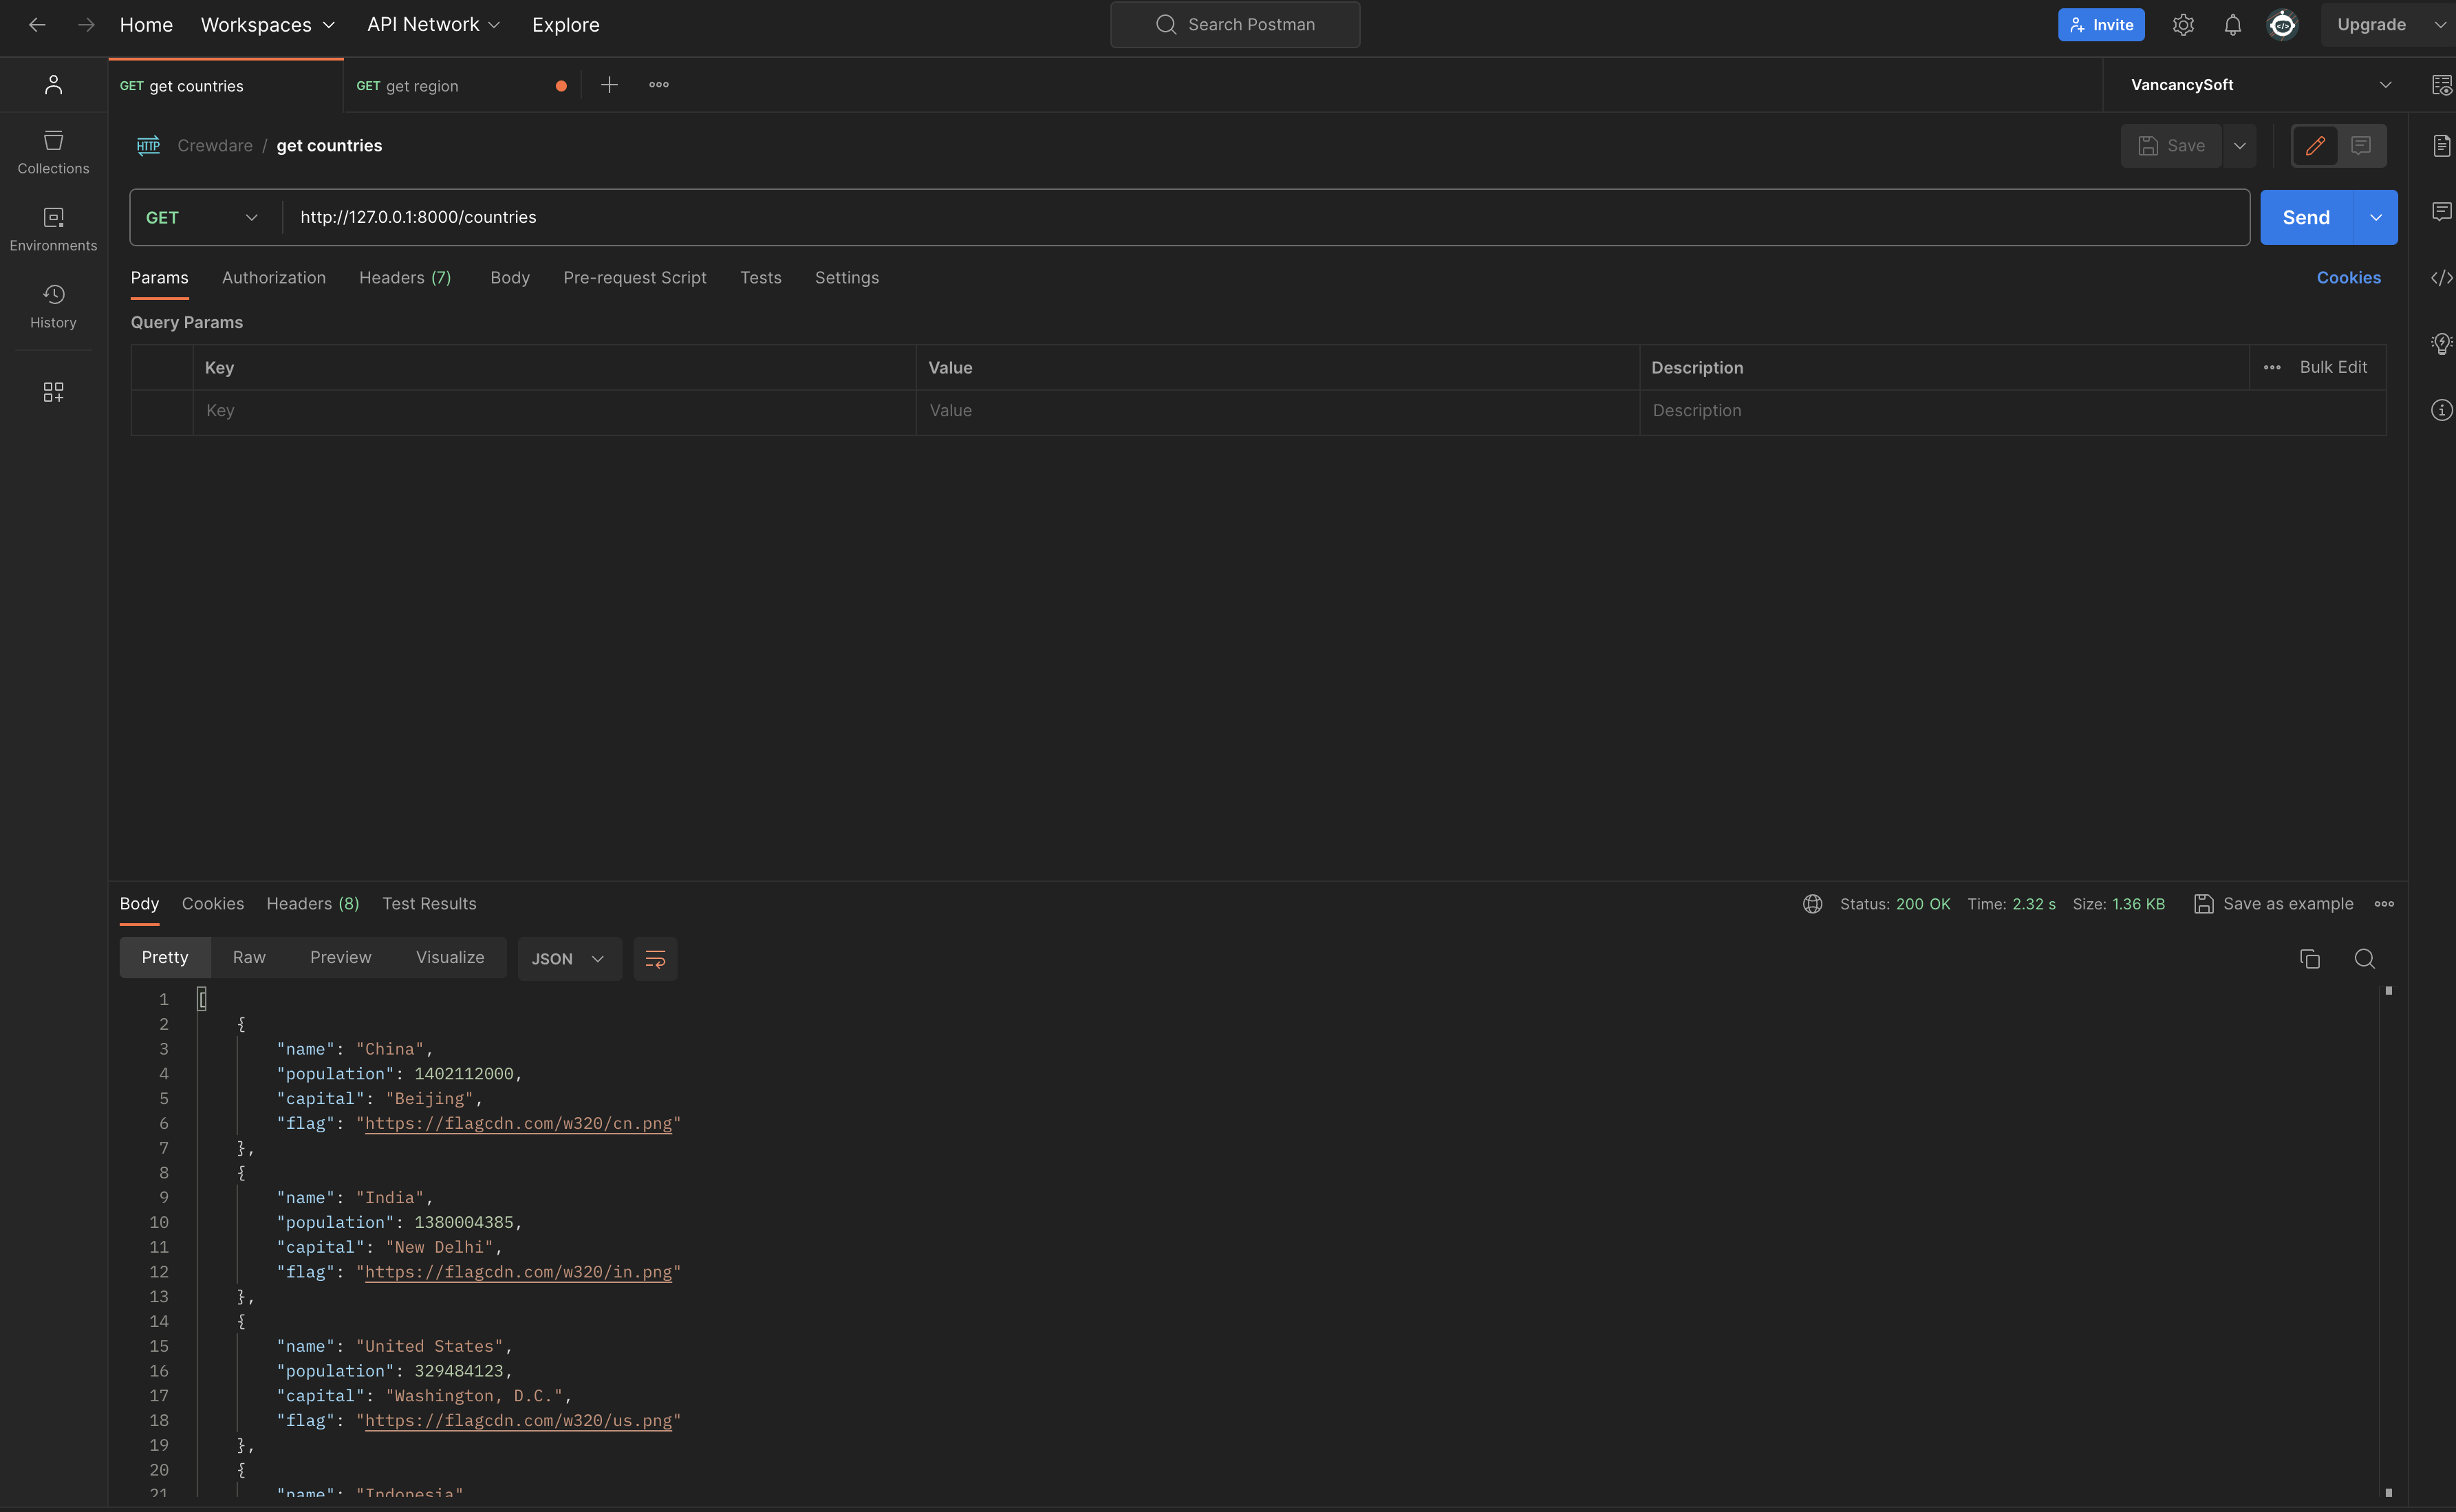 Home Workspaces API Network Explore Search Postman Invite Upgrade
GET get countries GET get region VancancySoft
HTTP Crewdare / get countries Save
Collections
GET http://127.0.0.1:8000/countries Send
Environments
Params Authorization Headers (7) Body Pre-request Script Tests Settings Cookies
History
Query Params
Key Value Description Bulk Edit
Key Value Description
Body Cookies Headers (8) Test Results Status: 200 OK Time: 2.32 s Size: 1.36 KB Save as example
Pretty Raw Preview Visualize JSON
1 [
2 {
3 "name": "China",
4 "population": 1402112000,
5 "capital": "Beijing",
6 "flag": "https://flagcdn.com/w320/cn.png"
7 },
8 {
9 "name": "India",
10 "population": 1380004385,
11 "capital": "New Delhi",
12 "flag": "https://flagcdn.com/w320/in.png"
13 },
14 {
15 "name": "United States",
16 "population": 329484123,
17 "capital": "Washington, D.C.",
18 "flag": "https://flagcdn.com/w320/us.png"
19 },
20 {
21 "name": "Indonesia"